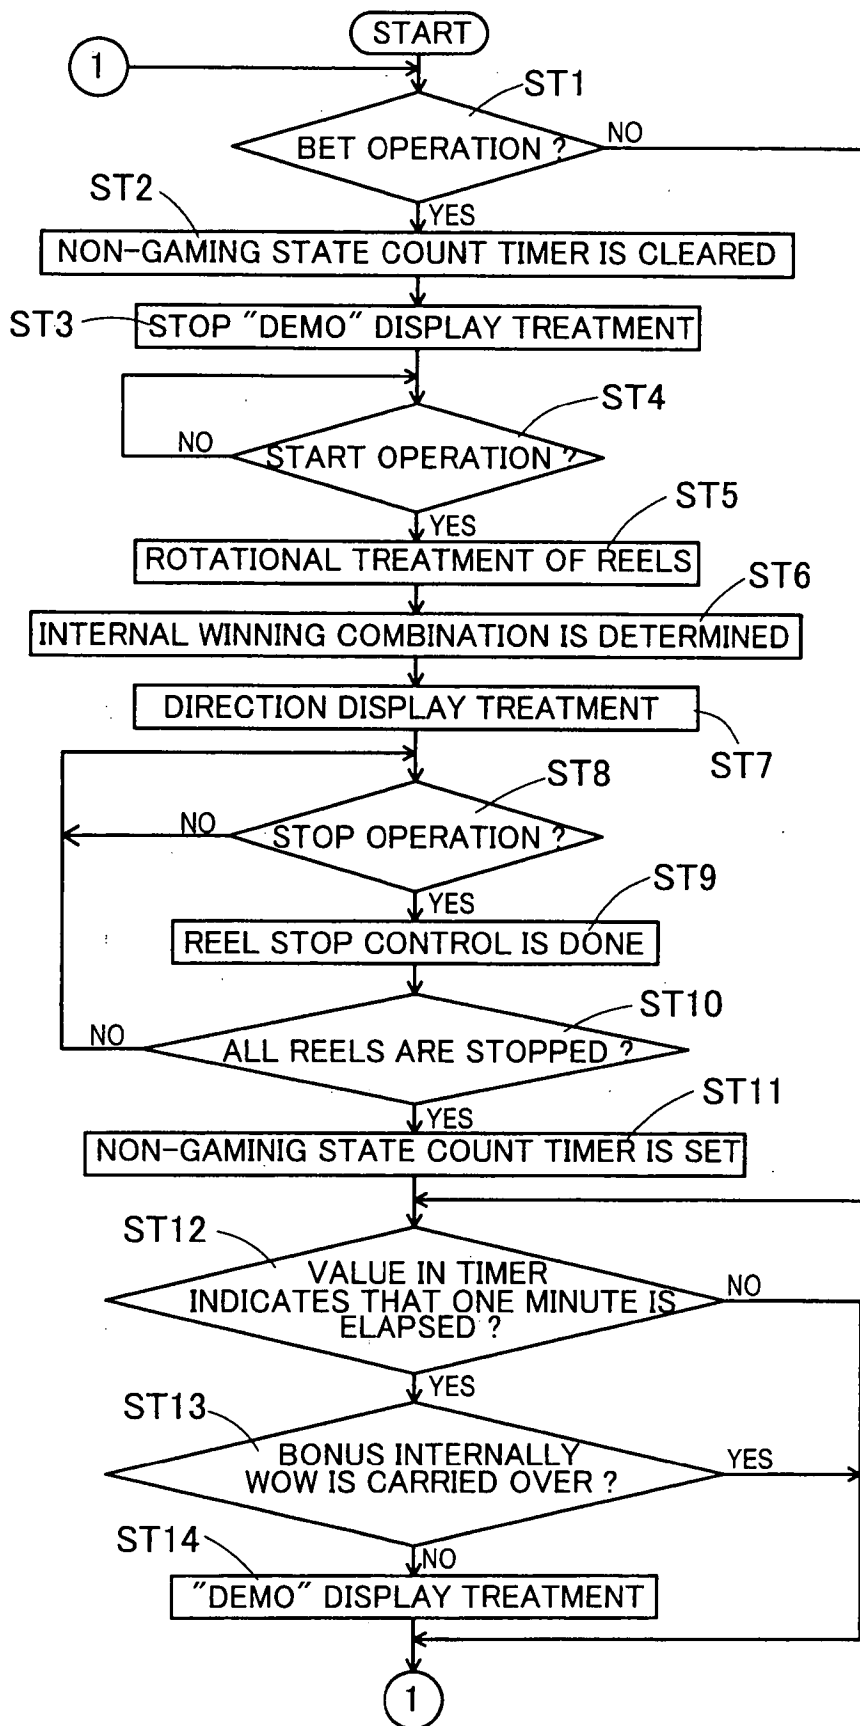 START
1
ST1
BET OPERATION ?
NO
YES
ST2
NON-GAMING STATE COUNT TIMER IS CLEARED
ST3
STOP "DEMO" DISPLAY TREATMENT
ST4
START OPERATION ?
NO
YES
ST5
ROTATIONAL TREATMENT OF REELS
ST6
INTERNAL WINNING COMBINATION IS DETERMINED
DIRECTION DISPLAY TREATMENT
ST7
ST8
STOP OPERATION ?
NO
YES
ST9
REEL STOP CONTROL IS DONE
ST10
ALL REELS ARE STOPPED ?
NO
YES
ST11
NON-GAMINIG STATE COUNT TIMER IS SET
ST12
VALUE IN TIMER
INDICATES THAT ONE MINUTE IS
ELAPSED ?
NO
YES
ST13
BONUS INTERNALLY
WOW IS CARRIED OVER ?
YES
NO
ST14
"DEMO" DISPLAY TREATMENT
1